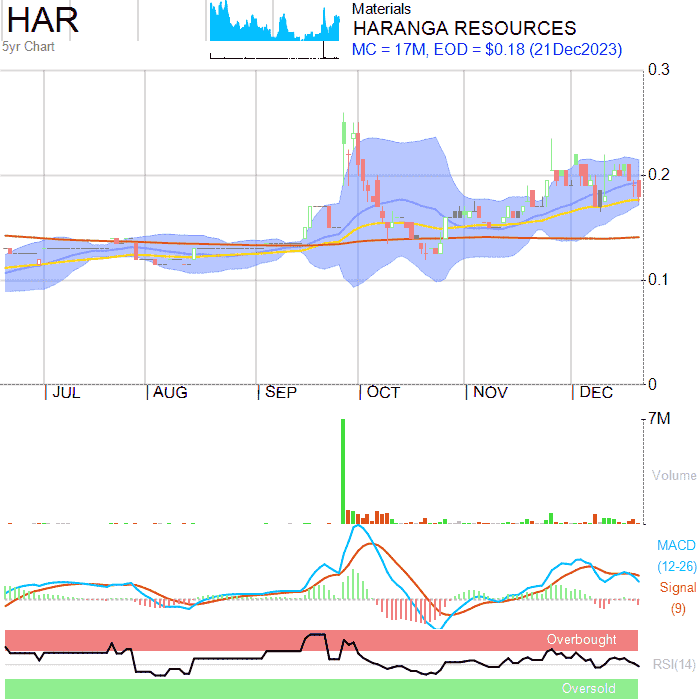 HAR
5yr Chart
Materials
HARANGA RESOURCES
MC = 17M, EOD = $0.18 (21Dec2023)
0.3
0.2
0.1
0
JUL AUG SEP OCT NOV DEC
7M
Volume
MACD
(12-26)
Signal
(9)
Overbought
RSI(14)
Oversold